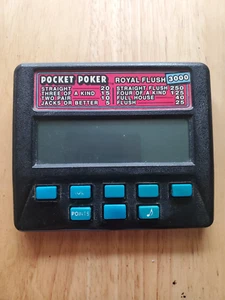 POCKET POKER ROYAL FLUSH 3000
STRAIGHT 20 STRAIGHT FLUSH 250
THREE OF A KIND 15 FOUR OF A KIND 125
TWO PAIR 10 FULL HOUSE 40
JACKS OR BETTER 5 FLUSH 25
POINTS